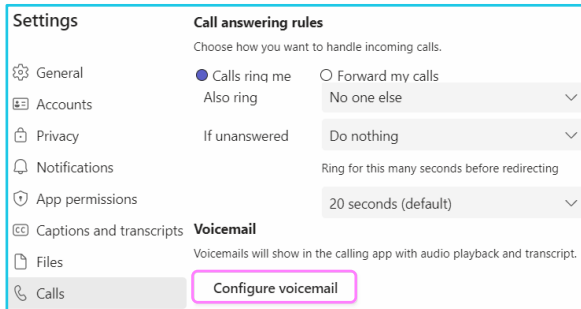 Settings
General
Accounts
Privacy
Notifications
App permissions
CC Captions and transcripts
Files
Calls
Call answering rules
Choose how you want to handle incoming calls.
Calls ring me Forward my calls
Also ring No one else
If unanswered Do nothing
Ring for this many seconds before redirecting
20 seconds (default)
Voicemail
Voicemails will show in the calling app with audio playback and transcript.
Configure voicemail